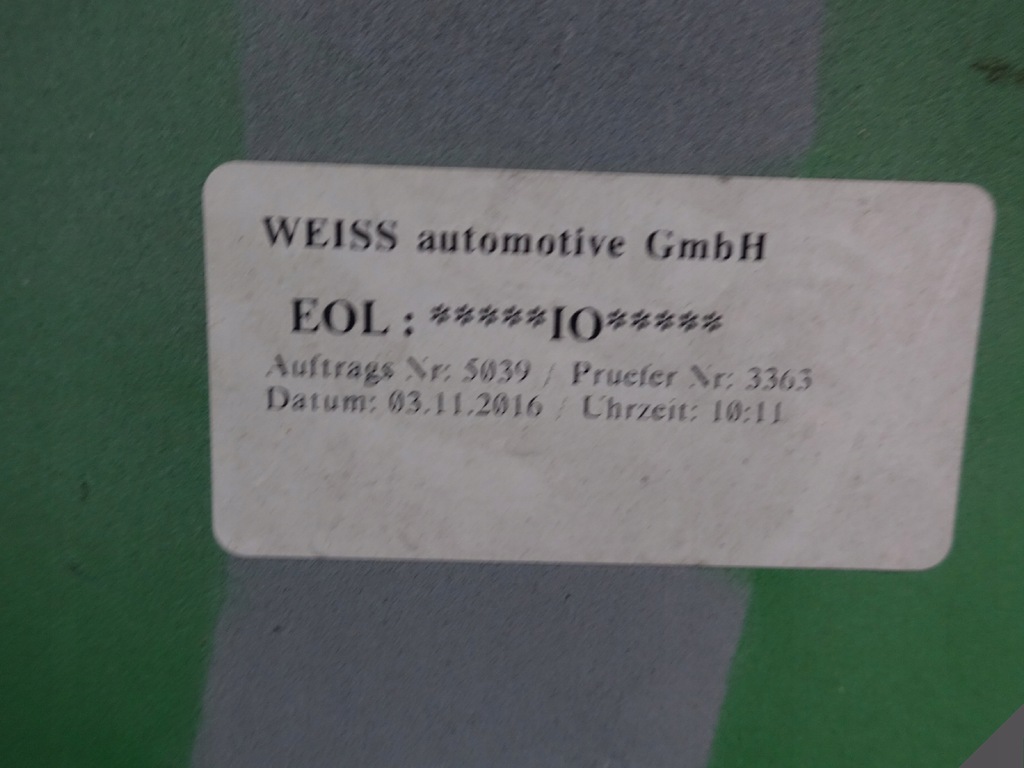 WEISS automotive GmbH
EOL: *****IO*****
Auftrags Nr: 5039 / Pruefer Nr: 3363
Datum: 03.11.2016 / Uhrzeit: 10:11